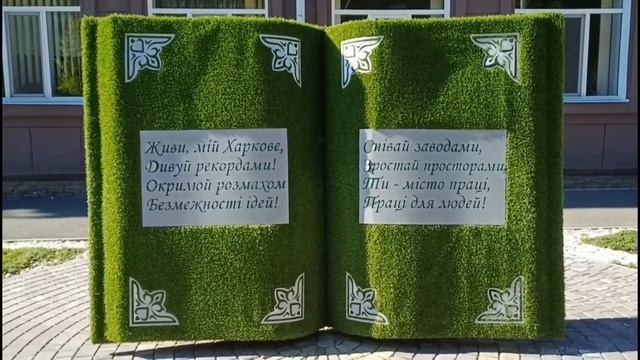 Живи, мій Харкове,
Дивуй рекордами!
Окрилюй розмахом
Безмежності ідей!
Співай заводами,
Зростай просторами,
Ти - місто праці,
Праці для людей!